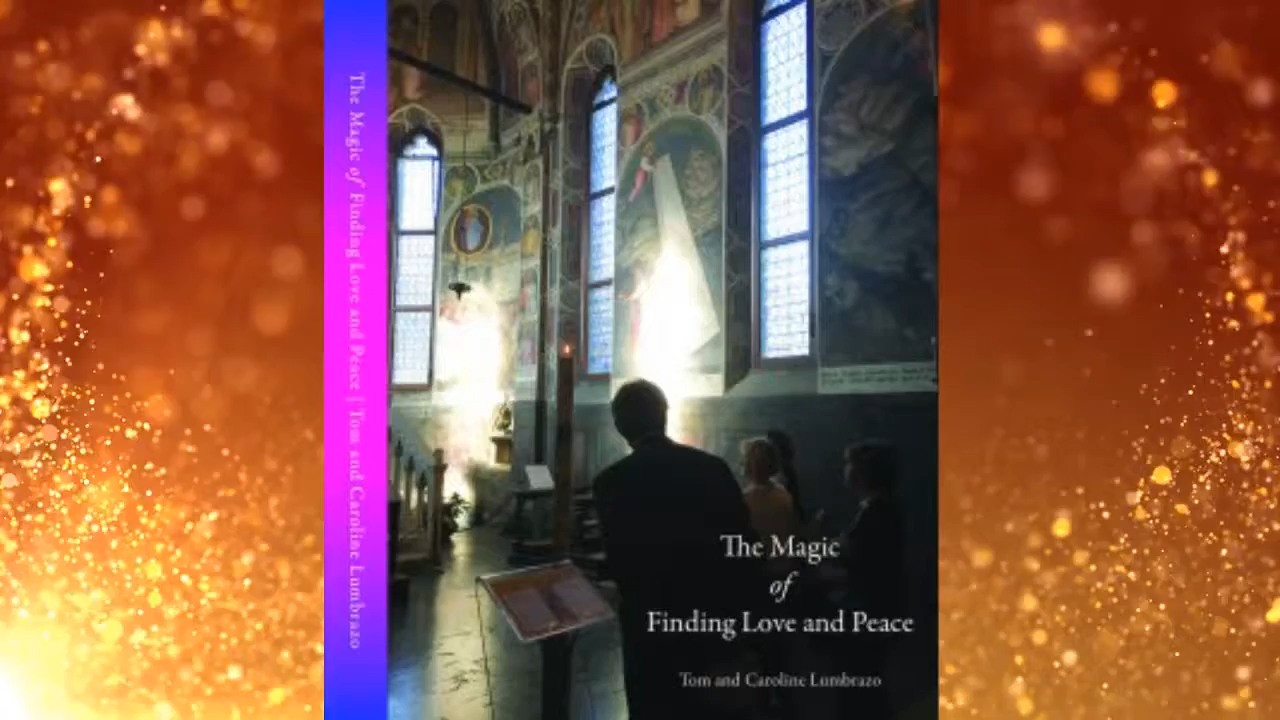 The Magic of Finding Love and Peace | Tom and Caroline Lumbrazo
The Magic
of
Finding Love and Peace
Tom and Caroline Lumbrazo